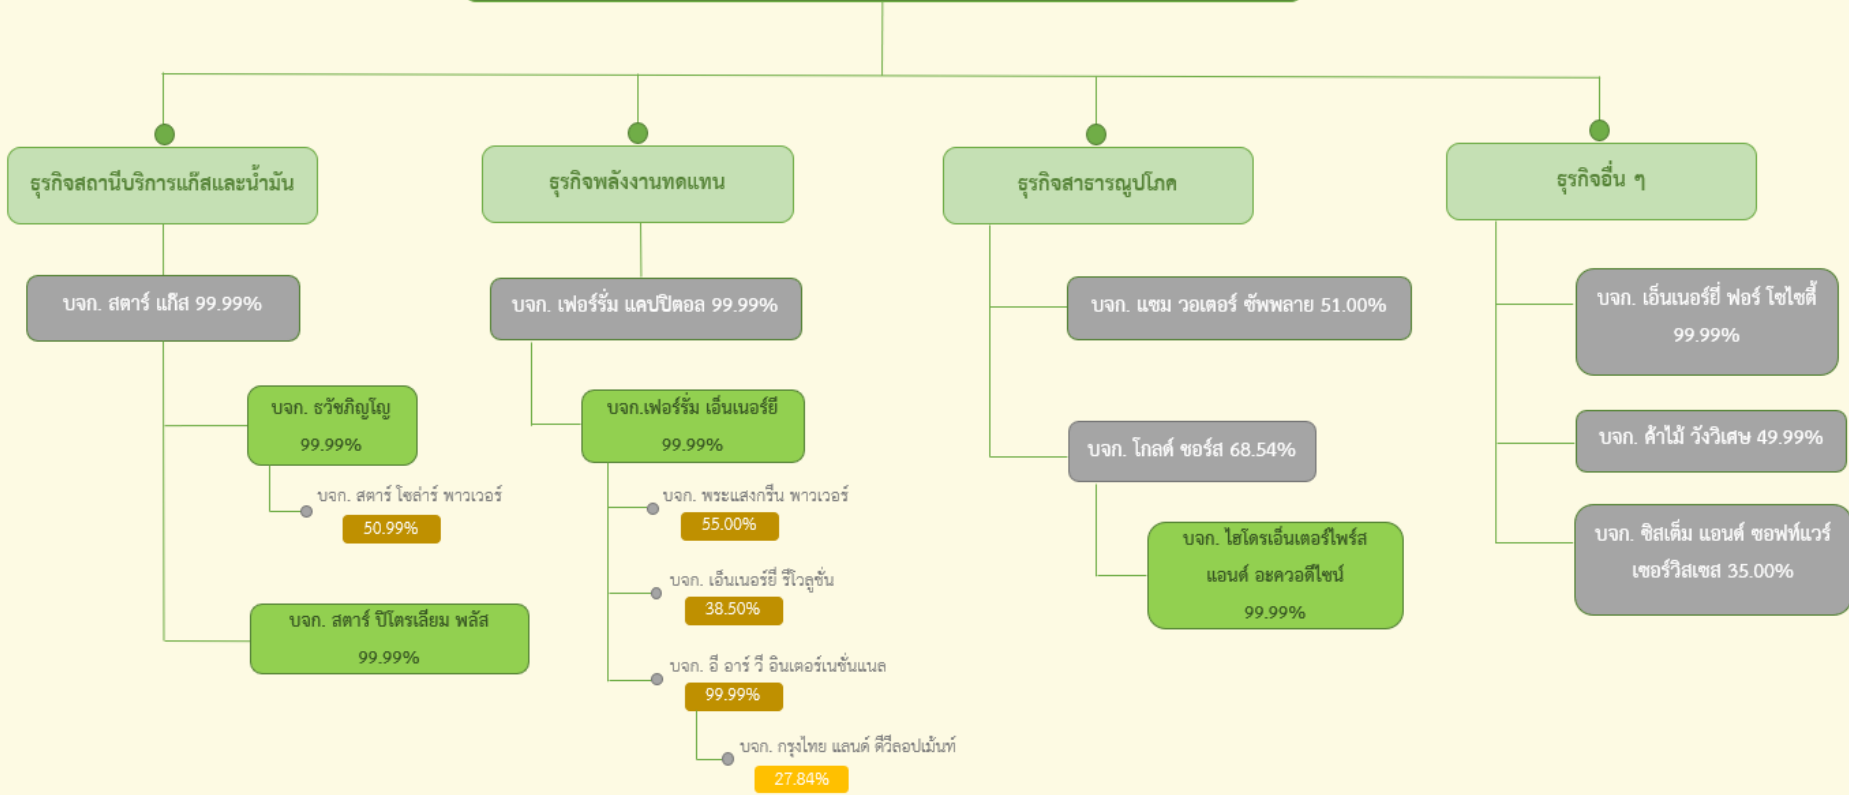 ธุรกิจสถานีบริการแก๊สและน้ำมัน
บจก. สตาร์ แก๊ส 99.99%
บจก. ธวัชภิญโญ
99.99%
บจก. สตาร์ โซล่าร์ พาวเวอร์
50.99%
บจก. สตาร์ ปิโตรเลียม พลัส
99.99%
ธุรกิจพลังงานทดแทน
บจก. เฟอร์รั่ม แคปปิตอล 99.99%
บจก.เฟอร์รั่ม เอ็นเนอร์ยี
99.99%
บจก. พระแสงกรีน พาวเวอร์
55.00%
บจก. เอ็นเนอร์ยี่ รีโวลูชั่น
38.50%
บจก. อี อาร์ วี อินเตอร์เนชั่นแนล
99.99%
บจก. กรุงไทย แลนด์ ดีวีลอปเม้นท์
27.84%
ธุรกิจสาธารณูปโภค
บจก. แชม วอเตอร์ ซัพพลาย 51.00%
บจก. โกลด์ ชอร์ส 68.54%
บจก. ไฮโดรเอ็นเตอร์ไพร์ส
แอนด์ อะควอดีไซน์
99.99%
ธุรกิจอื่น ๆ
บจก. เอ็นเนอร์ยี่ ฟอร์ โซไซตี้
99.99%
บจก. ค้าไม้ วังวิเศษ 49.99%
บจก. ซิสเต็ม แอนด์ ซอฟท์แวร์
เซอร์วิสเซส 35.00%